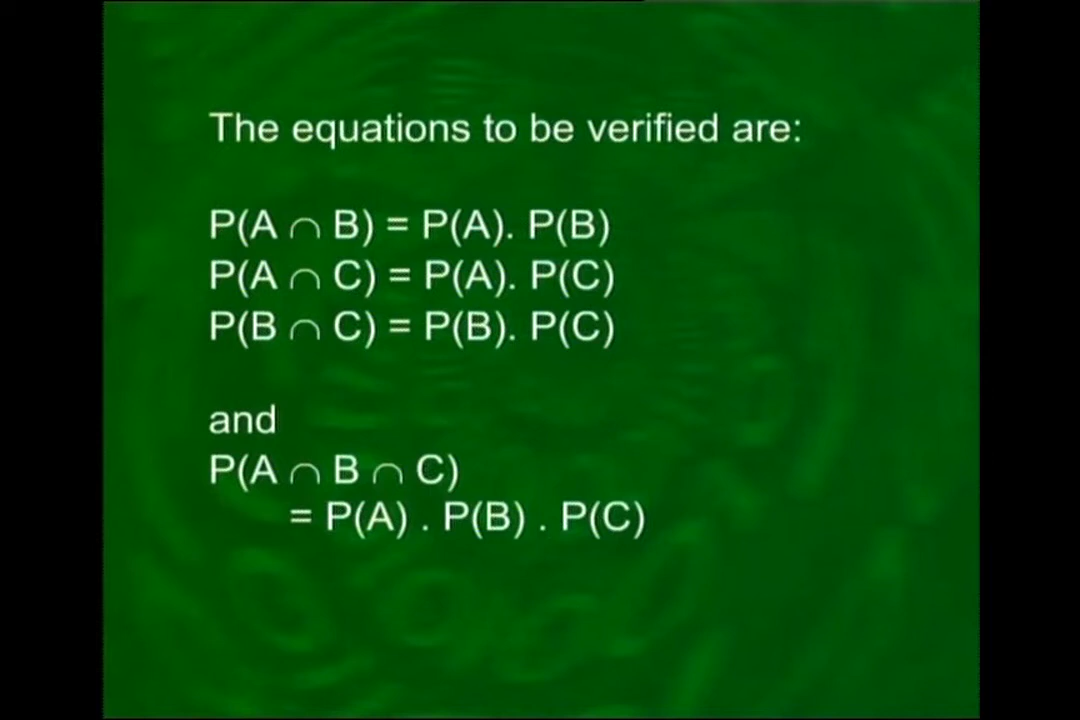 The equations to be verified are:
P(A ∩ B) = P(A). P(B)
P(A ∩ C) = P(A). P(C)
P(B ∩ C) = P(B). P(C)
and
P(A ∩ B ∩ C)
= P(A) . P(B) . P(C)